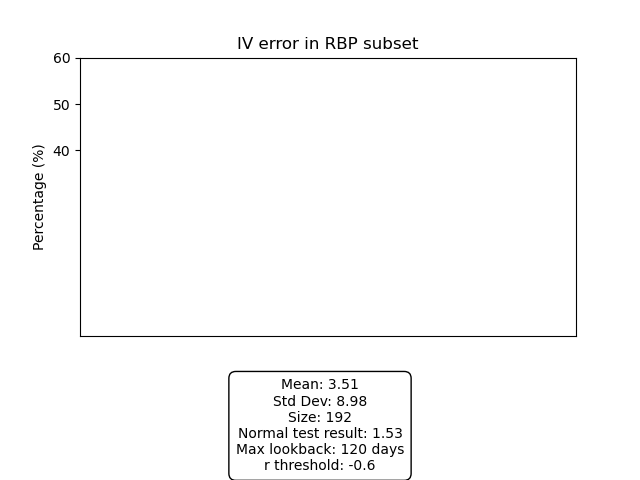 IV error in RBP subset
60
50
40
Percentage (%)
Mean: 3.51
Std Dev: 8.98
Size: 192
Normal test result: 1.53
Max lookback: 120 days
r threshold: -0.6